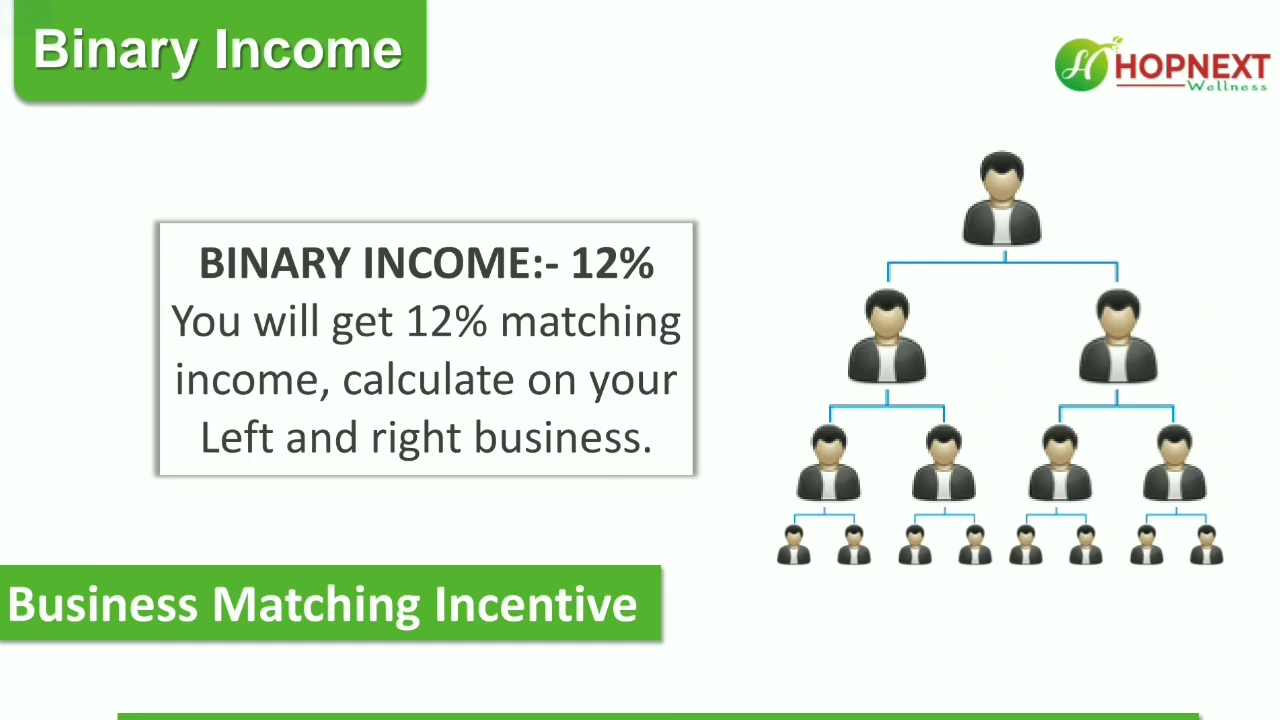 Binary Income
HOPNEXT
Wellness
BINARY INCOME:- 12%
You will get 12% matching
income, calculate on your
Left and right business.
Business Matching Incentive